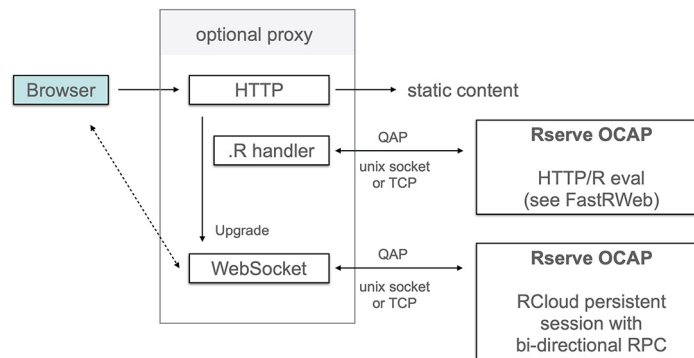 optional proxy
Browser
HTTP
static content
.R handler
QAP
unix socket
or TCP
Rserve OCAP
HTTP/R eval
(see FastRWeb)
Upgrade
WebSocket
QAP
unix socket
or TCP
Rserve OCAP
RCloud persistent
session with
bi-directional RPC